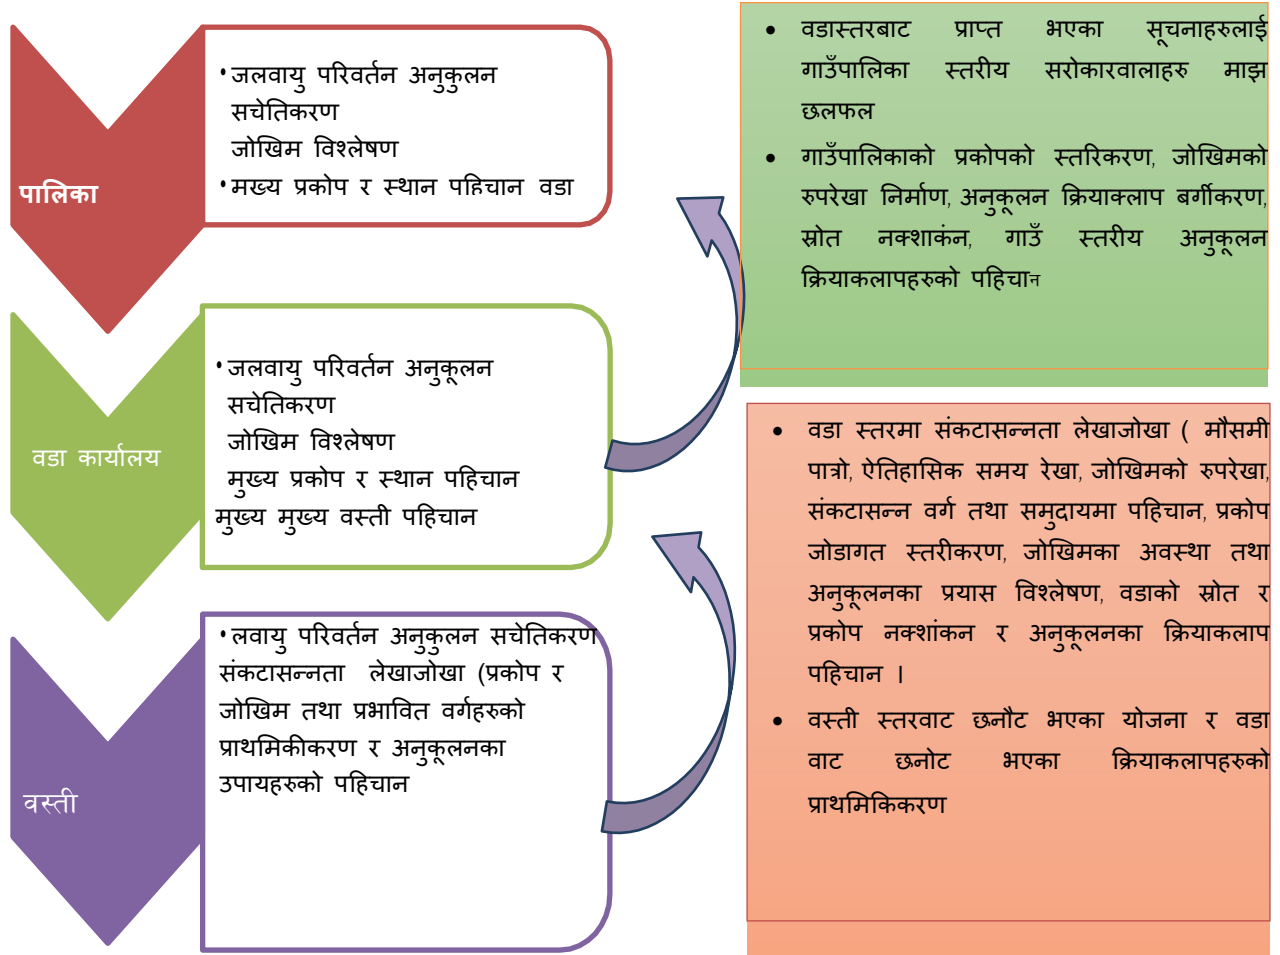 पालिका
•जलवायु परिवर्तन अनुकुलन
सचेतिकरण
जोखिम विश्लेषण
•मख्य प्रकोप र स्थान पहिचान वडा
वडा कार्यालय
•जलवायु परिवर्तन अनुकूलन
सचेतिकरण
जोखिम विश्लेषण
मुख्य प्रकोप र स्थान पहिचान
मुख्य मुख्य वस्ती पहिचान
वस्ती
•लवायु परिवर्तन अनुकुलन सचेतिकरण
संकटासन्नता लेखाजोखा (प्रकोप र
जोखिम तथा प्रभावित वर्गहरुको
प्राथमिकीकरण र अनुकूलनका
उपायहरुको पहिचान
• वडास्तरबाट प्राप्त भएका सूचनाहरुलाई
गाउँपालिका स्तरीय सरोकारवालाहरु माझ
छलफल
• गाउँपालिकाको प्रकोपको स्तरिकरण, जोखिमको
रुपरेखा निर्माण, अनुकूलन क्रियाक्लाप बर्गीकरण,
स्रोत नक्शाकंन, गाउँ स्तरीय अनुकूलन
क्रियाकलापहरुको पहिचान
• वडा स्तरमा संकटासन्नता लेखाजोखा ( मौसमी
पात्रो, ऐतिहासिक समय रेखा, जोखिमको रुपरेखा,
संकटासन्न वर्ग तथा समुदायमा पहिचान, प्रकोप
जोडागत स्तरीकरण, जोखिमका अवस्था तथा
अनुकूलनका प्रयास विश्लेषण, वडाको स्रोत र
प्रकोप नक्शांकन र अनुकूलनका क्रियाकलाप
पहिचान ।
• वस्ती स्तरवाट छनौट भएका योजना र वडा
वाट छनोट भएका क्रियाकलापहरुको
प्राथमिकिकरण